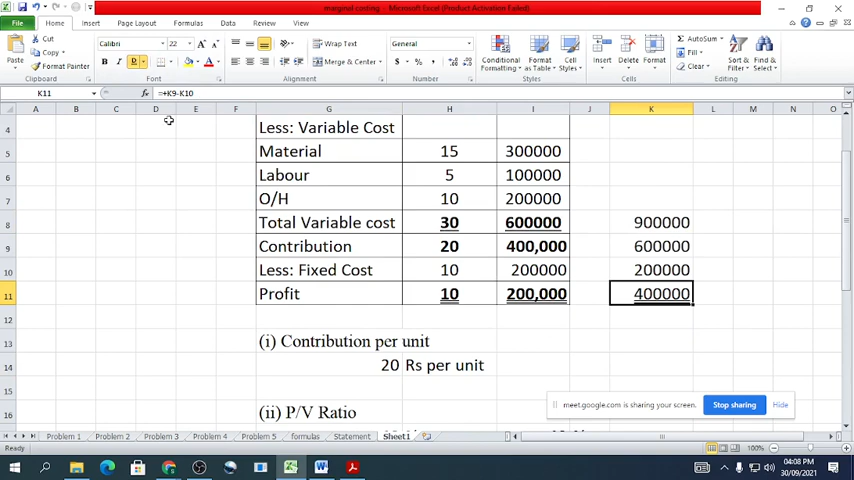 marginal costing - Microsoft Excel (Product Activation Failed)
File Home Insert Page Layout Formulas Data Review View
Paste Cut Copy Format Painter Clipboard
Calibri 22 B I U Font
Wrap Text Merge & Center Alignment
General Number
Conditional Formatting Format as Table Cell Styles Styles
Insert Delete Format Cells
AutoSum Fill Clear Sort & Filter Find & Select Editing
K11 fx =+K9-K10
A B C D E F G H I J K L M N O
4 Less: Variable Cost
5 Material 15 300000
6 Labour 5 100000
7 O/H 10 200000
8 Total Variable cost 30 600000 900000
9 Contribution 20 400,000 600000
10 Less: Fixed Cost 10 200000 200000
11 Profit 10 200,000 400000
12
13 (i) Contribution per unit
14 20 Rs per unit
15
16 (ii) P/V Ratio
meet.google.com is sharing your screen. Stop sharing Hide
Problem 1 Problem 2 Problem 3 Problem 4 Problem 5 formulas Statement Sheet1
Ready 100%
04:08 PM
30/09/2021